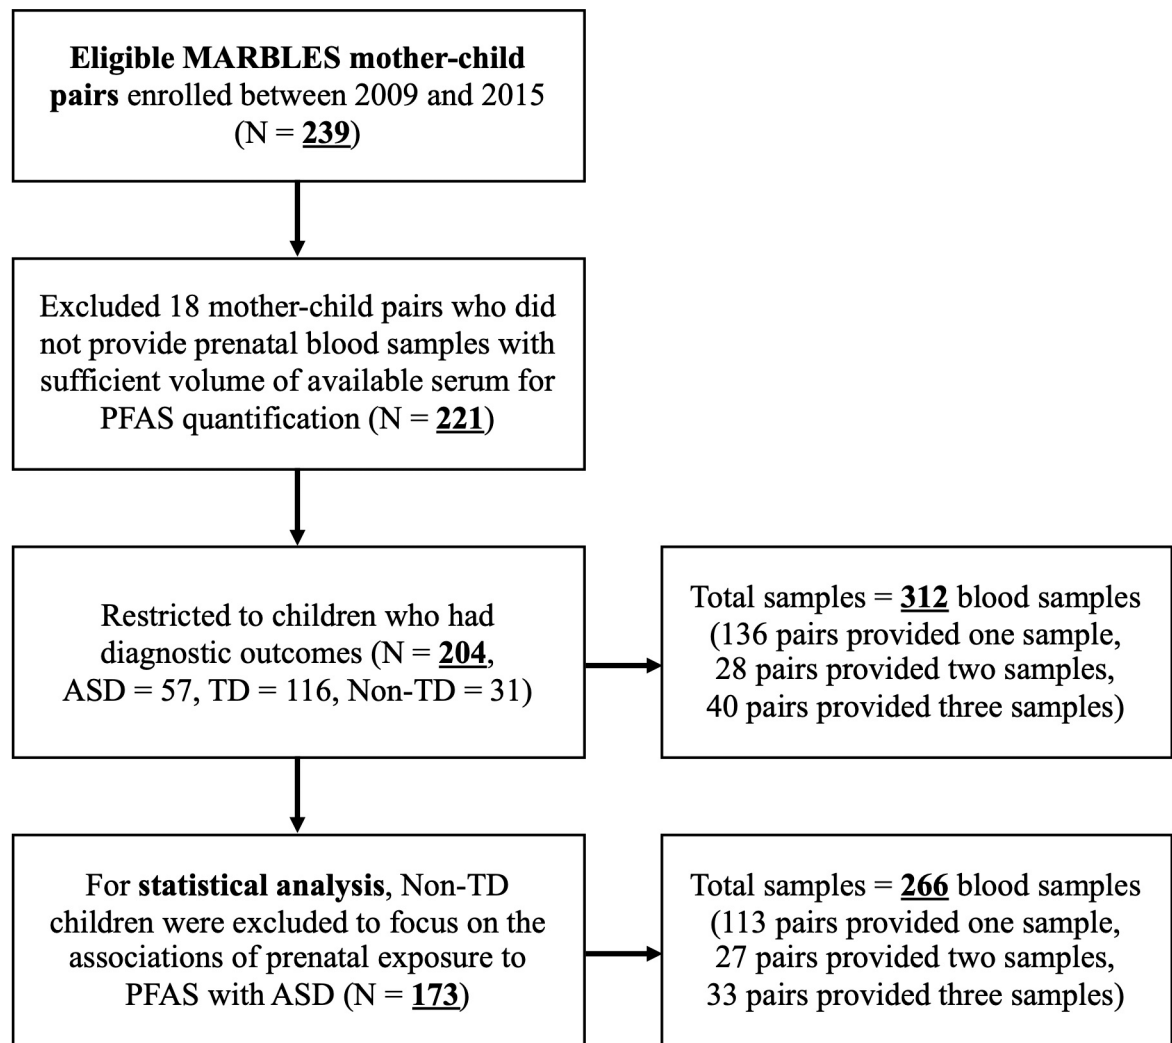 Eligible MARBLES mother-child
pairs enrolled between 2009 and 2015
(N = 239)
Excluded 18 mother-child pairs who did
not provide prenatal blood samples with
sufficient volume of available serum for
PFAS quantification (N = 221)
Restricted to children who had
diagnostic outcomes (N = 204,
ASD = 57, TD = 116, Non-TD = 31)
Total samples = 312 blood samples
(136 pairs provided one sample,
28 pairs provided two samples,
40 pairs provided three samples)
For statistical analysis, Non-TD
children were excluded to focus on the
associations of prenatal exposure to
PFAS with ASD (N = 173)
Total samples = 266 blood samples
(113 pairs provided one sample,
27 pairs provided two samples,
33 pairs provided three samples)